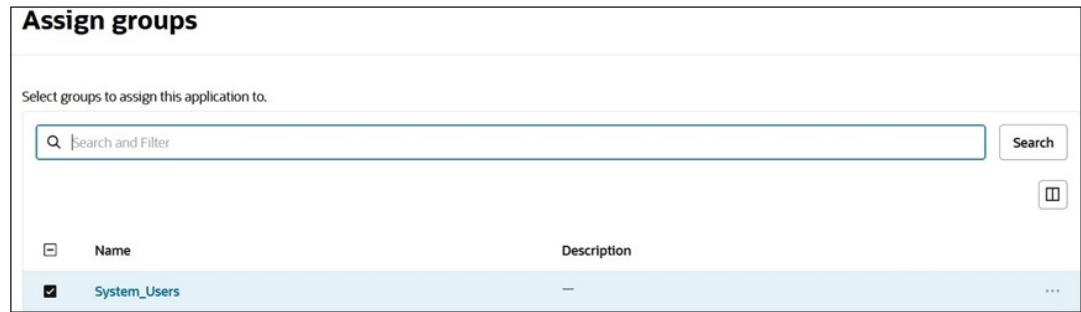 Assign groups
Select groups to assign this application to.
Search and Filter
Search
Name Description
System_Users — ...